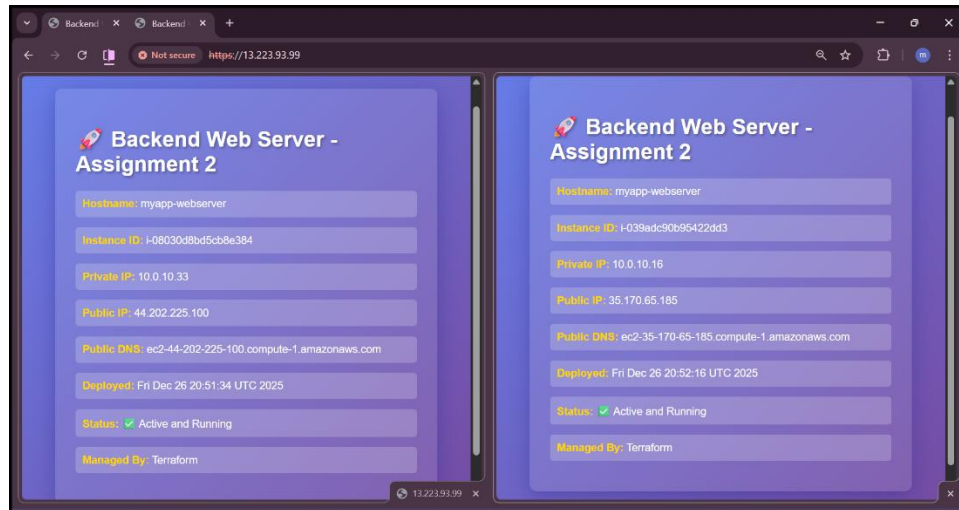 Backend
Backend
Not secure https://13.223.93.99
m
🚀 Backend Web Server -
Assignment 2
Hostname: myapp-webserver
Instance ID: i-08030d8bd5cb8e384
Private IP: 10.0.10.33
Public IP: 44.202.225.100
Public DNS: ec2-44-202-225-100.compute-1.amazonaws.com
Deployed: Fri Dec 26 20:51:34 UTC 2025
Status: ✅ Active and Running
Managed By: Terraform
13.223.93.99
🚀 Backend Web Server -
Assignment 2
Hostname: myapp-webserver
Instance ID: i-039adc90b95422dd3
Private IP: 10.0.10.16
Public IP: 35.170.65.185
Public DNS: ec2-35-170-65-185.compute-1.amazonaws.com
Deployed: Fri Dec 26 20:52:16 UTC 2025
Status: ✅ Active and Running
Managed By: Terraform